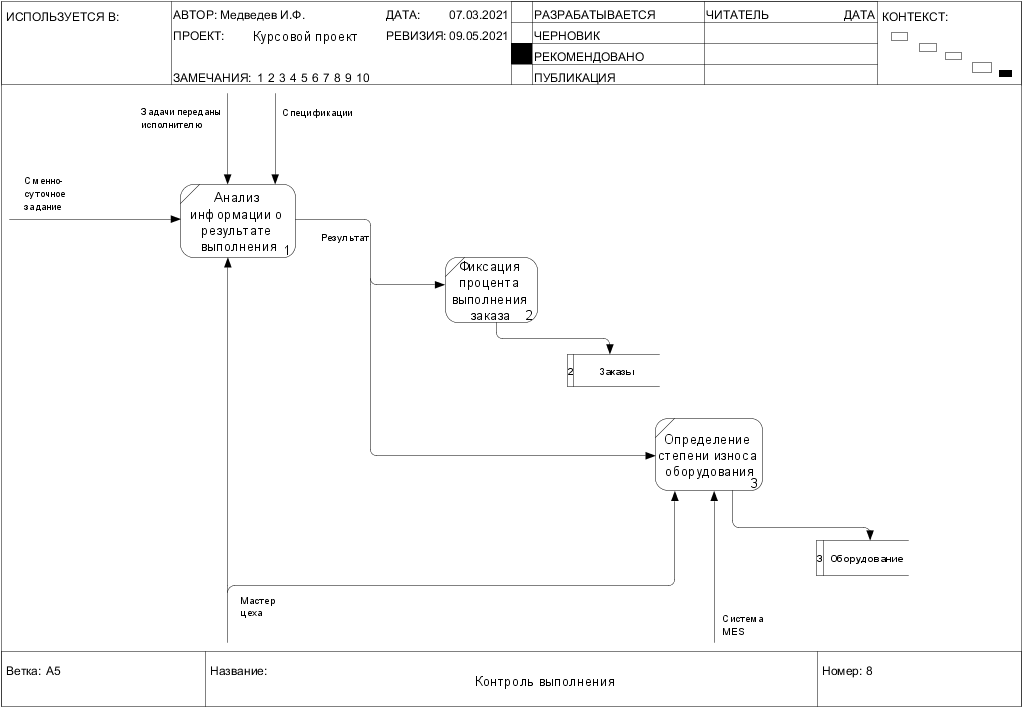 ИСПОЛЬЗУЕТСЯ В:
АВТОР: Медведев И.Ф.
ДАТА: 07.03.2021
РАЗРАБАТЫВАЕТСЯ
ЧИТАТЕЛЬ
ДАТА
КОНТЕКСТ:
ПРОЕКТ: Курсовой проект
РЕВИЗИЯ: 09.05.2021
ЧЕРНОВИК
РЕКОМЕНДОВАНО
ЗАМЕЧАНИЯ: 1 2 3 4 5 6 7 8 9 10
ПУБЛИКАЦИЯ
Задачи переданы
исполнителю
Спецификации
Сменно-
суточное
задание
Анализ
информации о
результате
выполнения
1
Результат
Фиксация
процента
выполнения
заказа
2
2
Заказы
Определение
степени износа
оборудования
3
3
Оборудование
Мастер
цеха
Система
MES
Ветка: A5
Название:
Контроль выполнения
Номер: 8